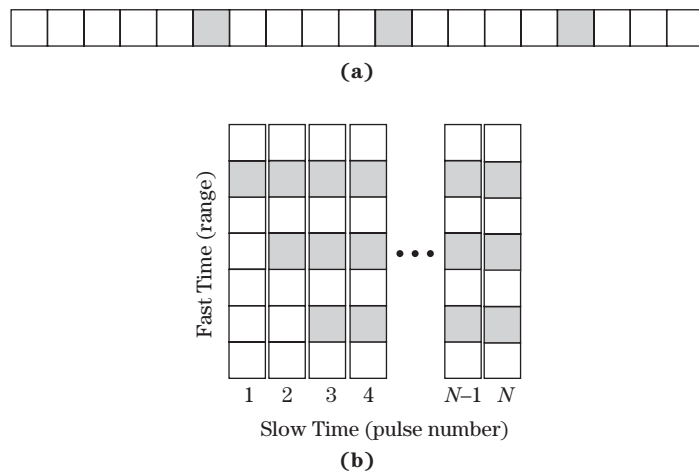 (a)
Fast Time (range)
1 2 3 4 N–1 N
Slow Time (pulse number)
(b)